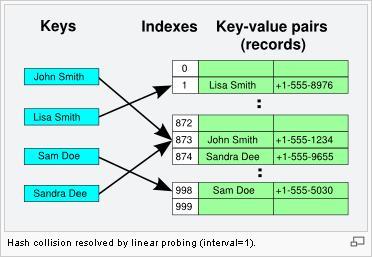 Keys
Indexes
Key-value pairs
(records)
John Smith
Lisa Smith
Sam Doe
Sandra Dee
0
1 Lisa Smith +1-555-8976
:
872
873 John Smith +1-555-1234
874 Sandra Dee +1-555-9655
:
998 Sam Doe +1-555-5030
999
Hash collision resolved by linear probing (interval=1).